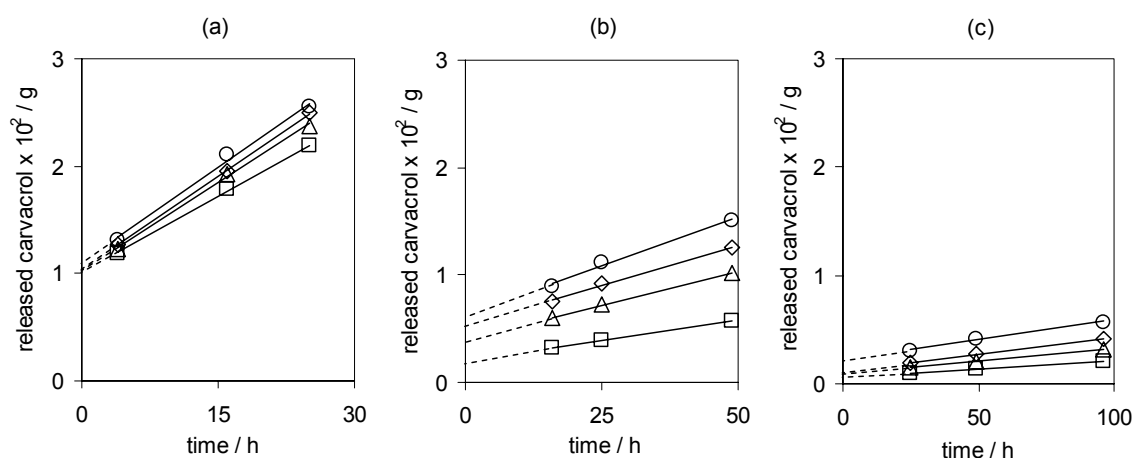 (a)
released carvacrol x 10² / g
3
2
1
0
0 15 30
time / h
(b)
released carvacrol x 10² / g
3
2
1
0
0 25 50
time / h
(c)
released carvacrol x 10² / g
3
2
1
0
0 50 100
time / h